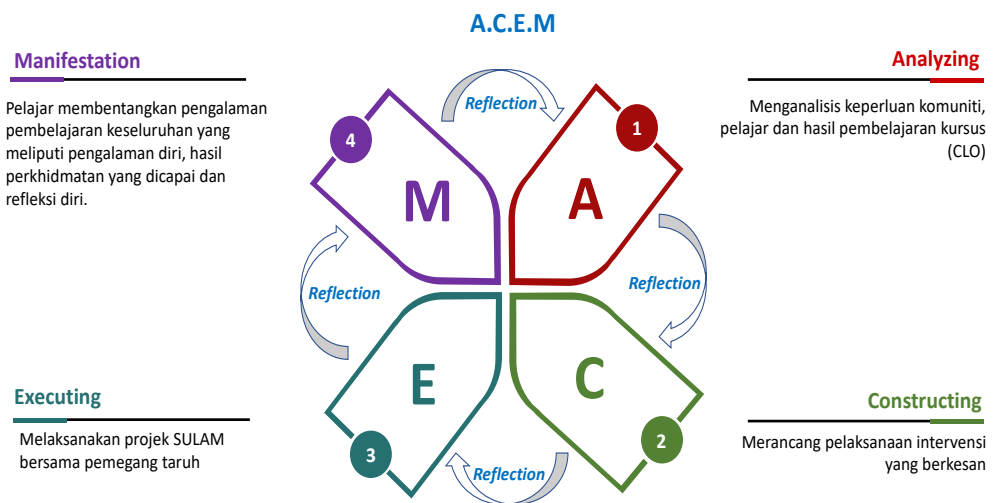 A.C.E.M
Manifestation
Pelajar membentangkan pengalaman
pembelajaran keseluruhan yang
meliputi pengalaman diri, hasil
perkhidmatan yang dicapai dan
refleksi diri.
Analyzing
Menganalisis keperluan komuniti,
pelajar dan hasil pembelajaran kursus
(CLO)
Reflection
4
1
M
A
Reflection
Reflection
E
C
3
2
Reflection
Executing
Melaksanakan projek SULAM
bersama pemegang taruh
Constructing
Merancang pelaksanaan intervensi
yang berkesan